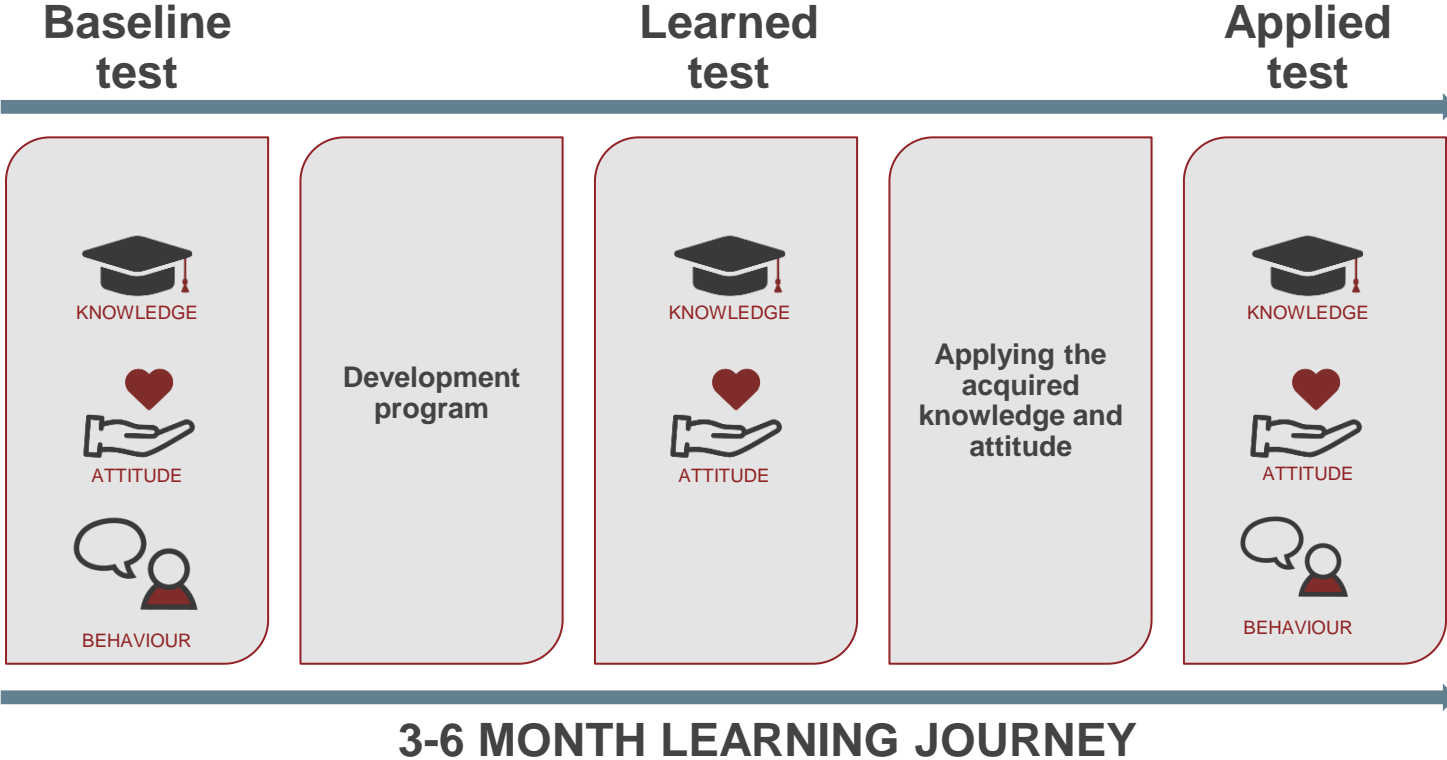 Baseline
test
Learned
test
Applied
test
KNOWLEDGE
ATTITUDE
BEHAVIOUR
Development
program
KNOWLEDGE
ATTITUDE
Applying the
acquired
knowledge and
attitude
KNOWLEDGE
ATTITUDE
BEHAVIOUR
3-6 MONTH LEARNING JOURNEY